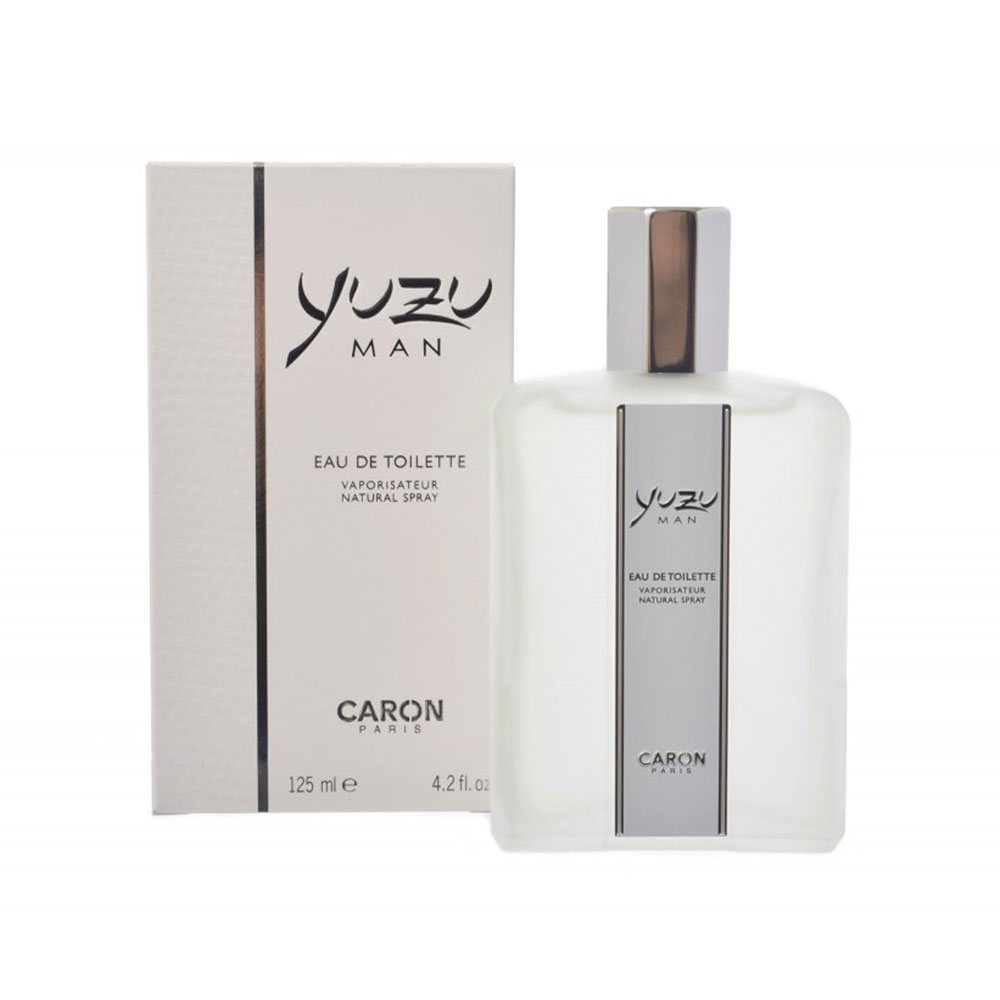 YUZU
MAN
EAU DE TOILETTE
VAPORISATEUR
NATURAL SPRAY
CARON
PARIS
125 ml e 4.2 fl. oz
YUZU
MAN
EAU DE TOILETTE
VAPORISATEUR
NATURAL SPRAY
CARON
PARIS